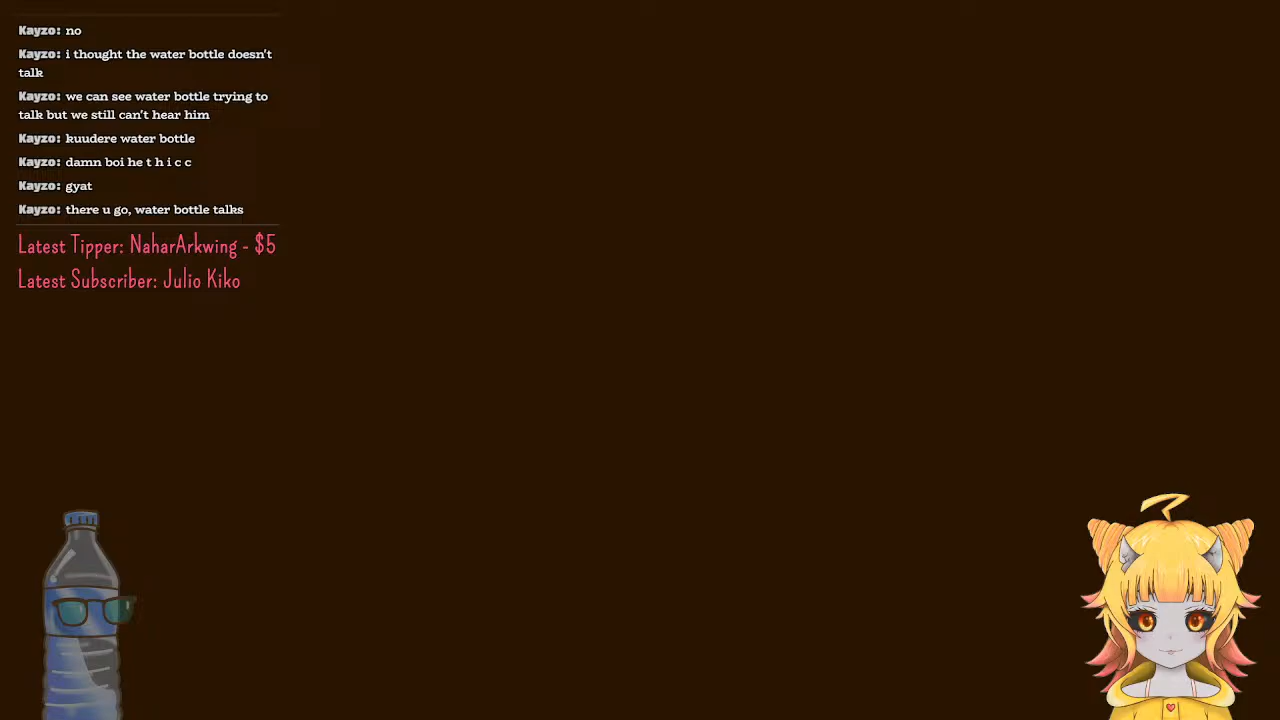 Kayzo: no
Kayzo: i thought the water bottle doesn't
talk
Kayzo: we can see water bottle trying to
talk but we still can't hear him
Kayzo: kuudere water bottle
Kayzo: damn boi he t h i c c
Kayzo: gyat
Kayzo: there u go, water bottle talks
Latest Tipper: NaharArkwing - $5
Latest Subscriber: Julio Kiko